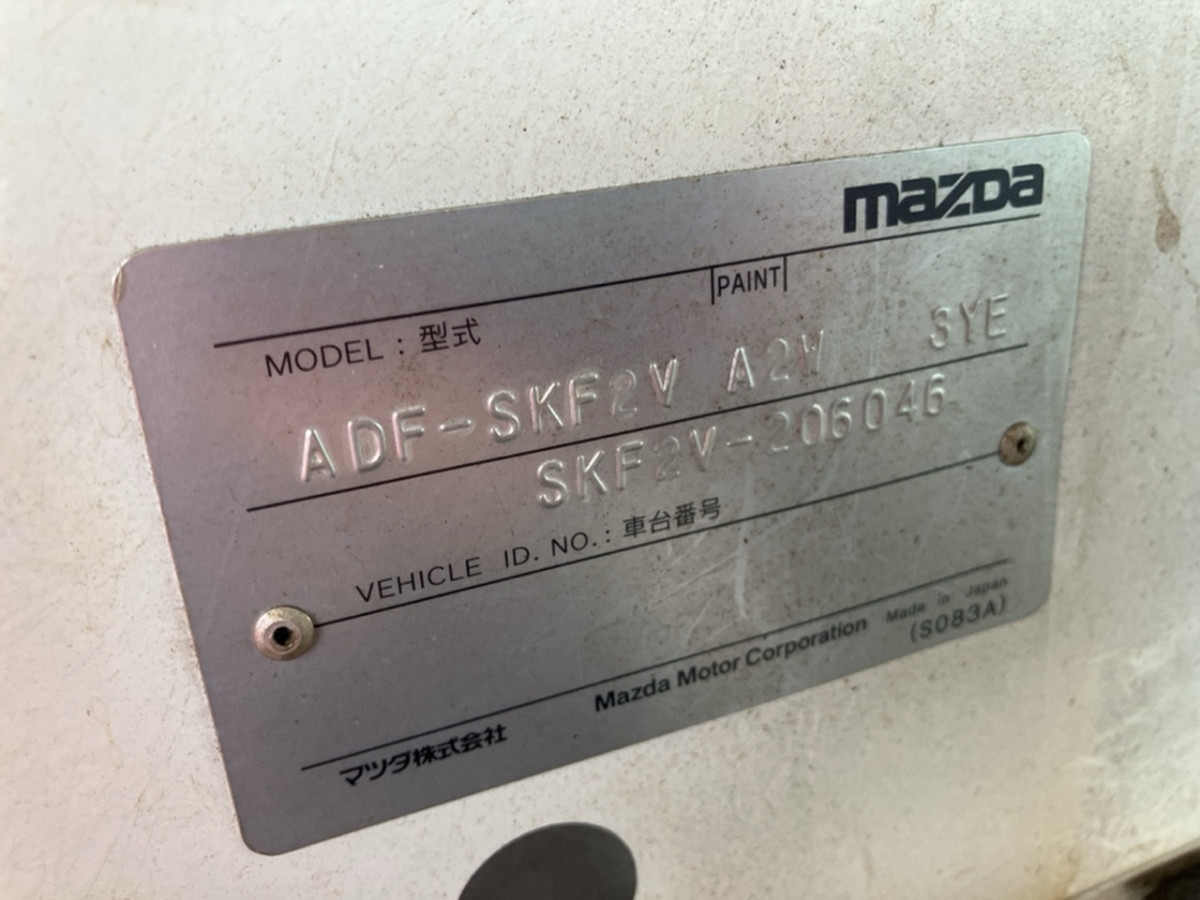 mazda
PAINT
MODEL : 型式
ADF-SKF2V A2W 3YE
SKF2V-206046
VEHICLE ID. NO. : 車台番号
Mazda Motor Corporation Made in Japan
マツダ株式会社 (S083A)